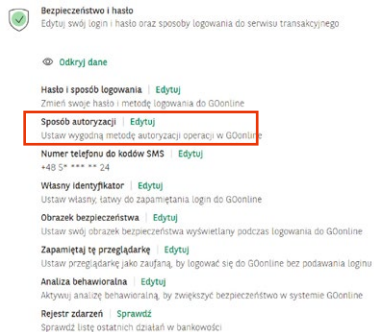 Bezpieczeństwo i hasło
Edytuj swój login i hasło oraz sposoby logowania do serwisu transakcyjnego
Odkryj dane
Hasło i sposób logowania | Edytuj
Zmień swoje hasło i metodę logowania do GOonline
Sposób autoryzacji | Edytuj
Ustaw wygodną metodę autoryzacji operacji w GOonline
Numer telefonu do kodów SMS | Edytuj
+48 5* *** ** 24
Własny identyfikator | Edytuj
Ustaw własny, łatwy do zapamiętania login do GOonline
Obrazek bezpieczeństwa | Edytuj
Ustaw swój obrazek bezpieczeństwa wyświetlany podczas logowania do GOonline
Zapamiętaj tę przeglądarkę | Edytuj
Ustaw przeglądarkę jako zaufaną, by logować się do GOonline bez podawania loginu
Analiza behawioralna | Edytuj
Aktywuj analizę behawioralną, by zwiększyć bezpieczeństwo w systemie GOonline
Rejestr zdarzeń | Sprawdź
Sprawdź listę ostatnich działań w bankowości